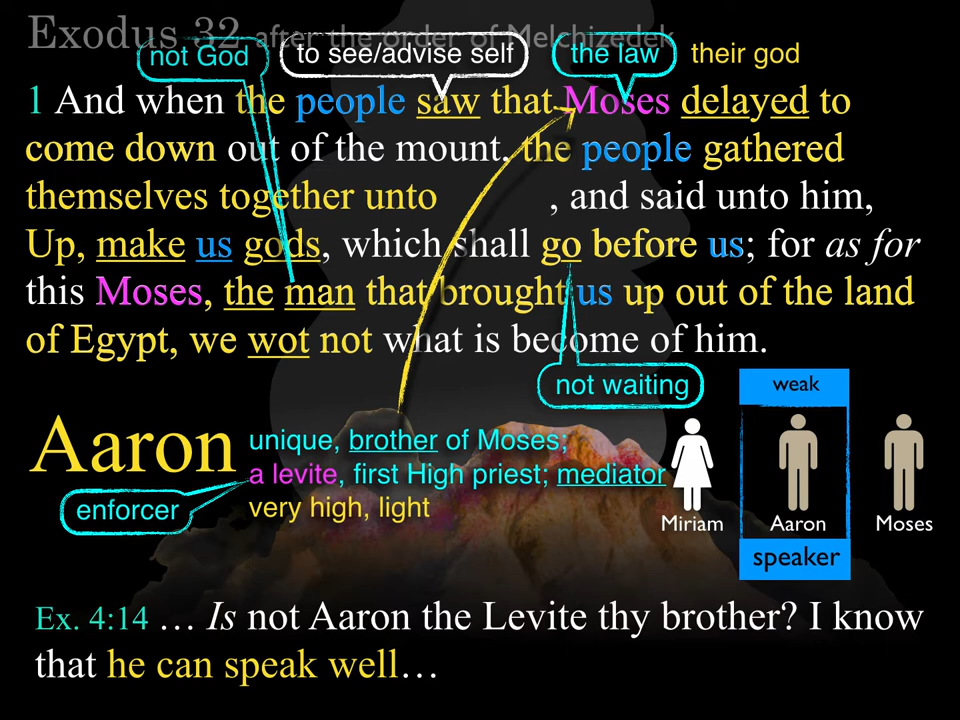 Exodus 32 after the order of Melchizedek
not God
to see/advise self
the law
their god
1 And when the people saw that Moses delayed to
come down out of the mount, the people gathered
themselves together unto , and said unto him,
Up, make us gods, which shall go before us; for as for
this Moses, the man that brought us up out of the land
of Egypt, we wot not what is become of him.
not waiting
weak
Aaron
unique, brother of Moses;
a levite, first High priest; mediator
very high, light
enforcer
Miriam
Aaron
Moses
speaker
Ex. 4:14 … Is not Aaron the Levite thy brother? I know
that he can speak well…